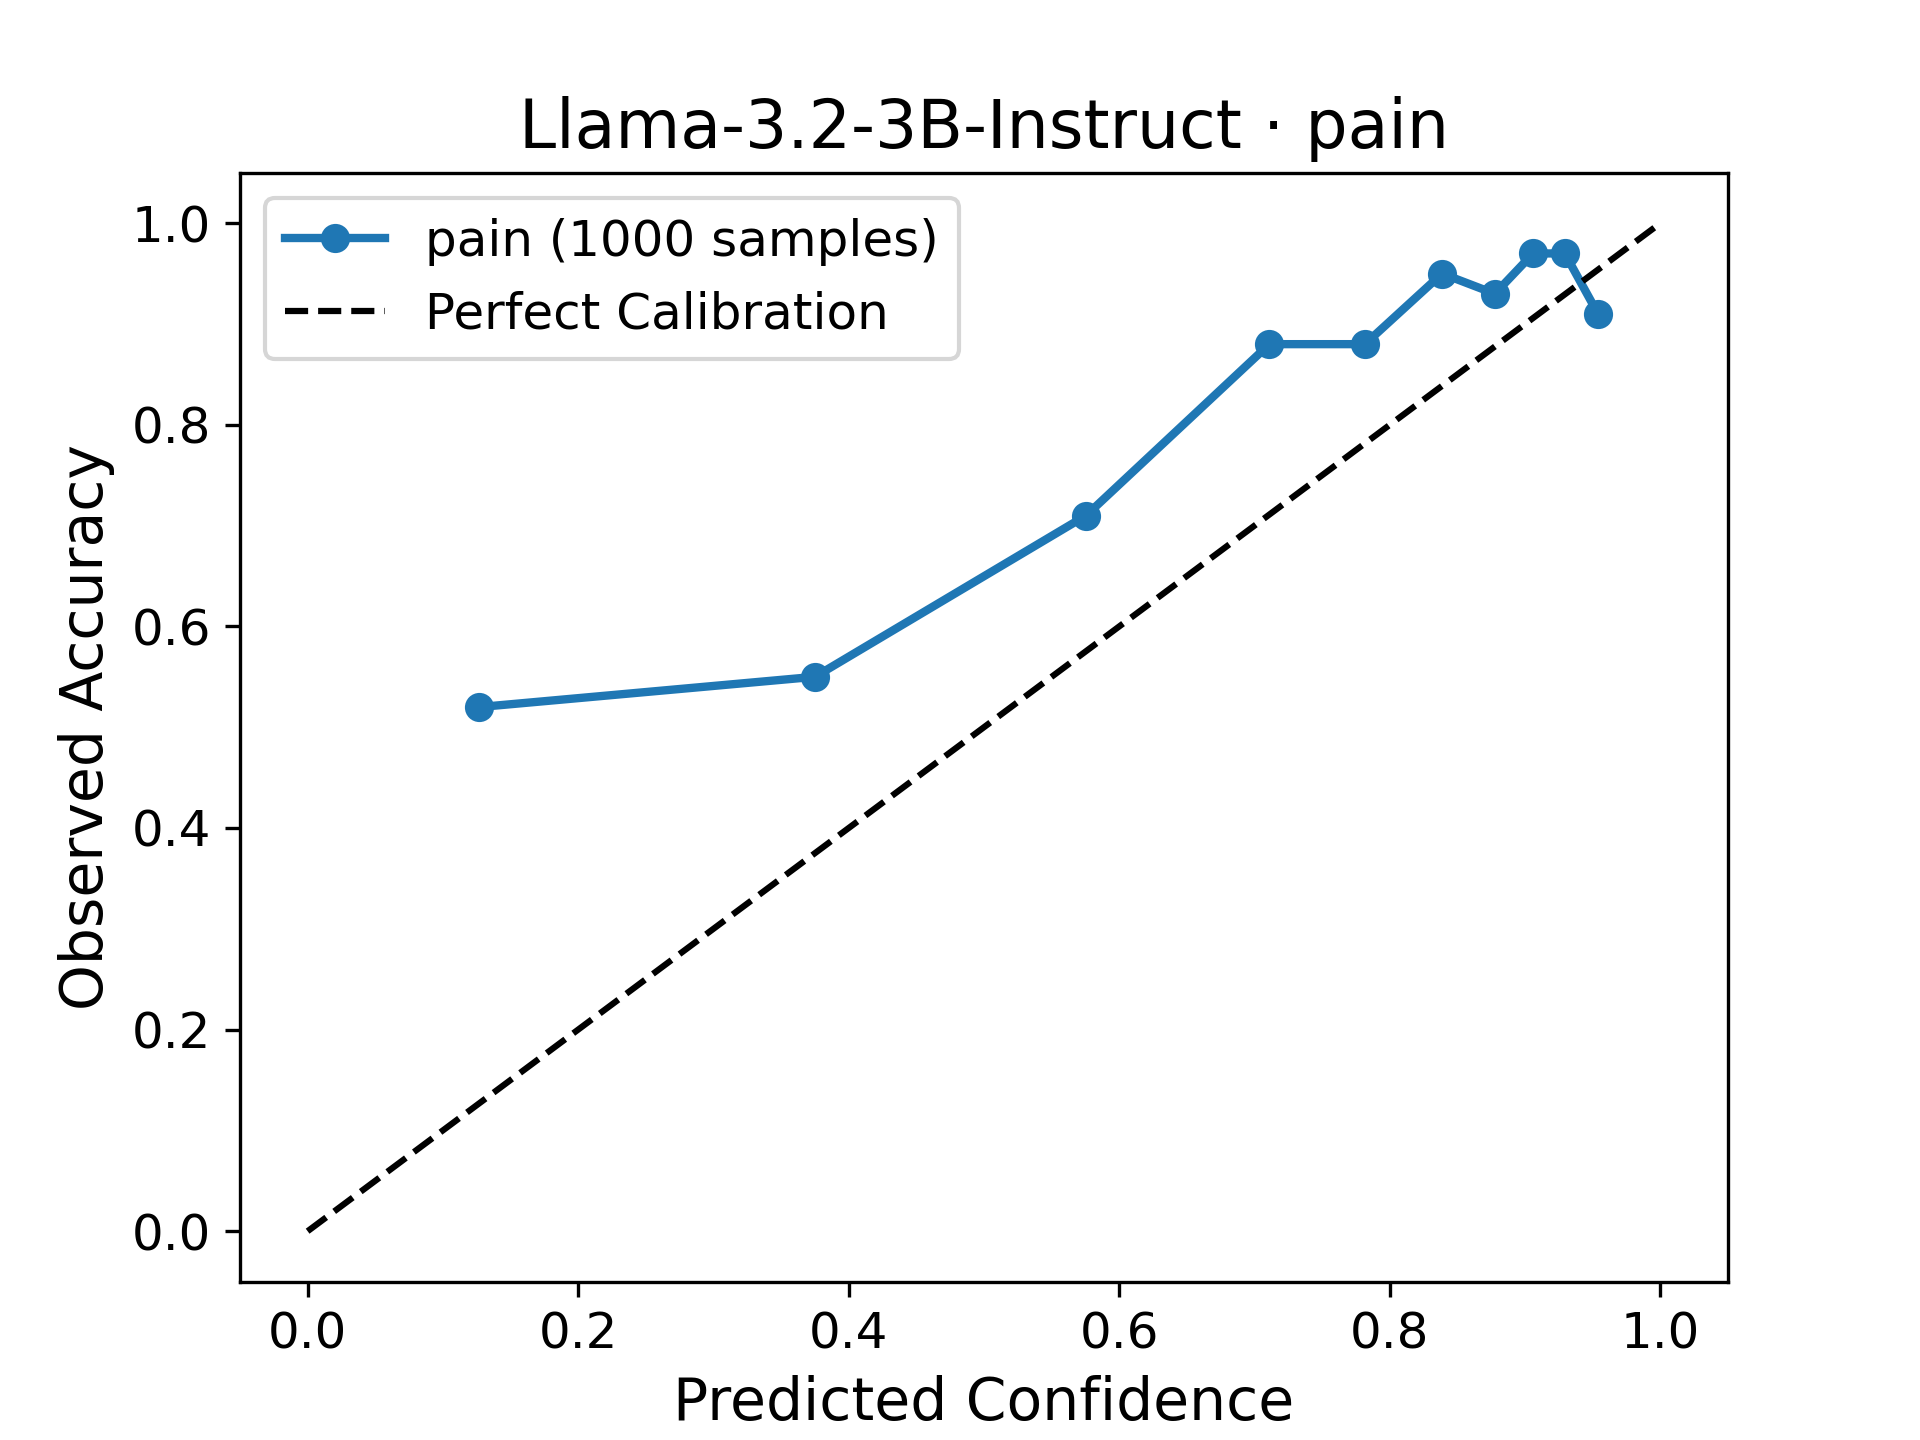 Llama-3.2-3B-Instruct · pain
pain (1000 samples)
Perfect Calibration
1.0
0.8
0.6
0.4
0.2
0.0
Observed Accuracy
0.0 0.2 0.4 0.6 0.8 1.0
Predicted Confidence